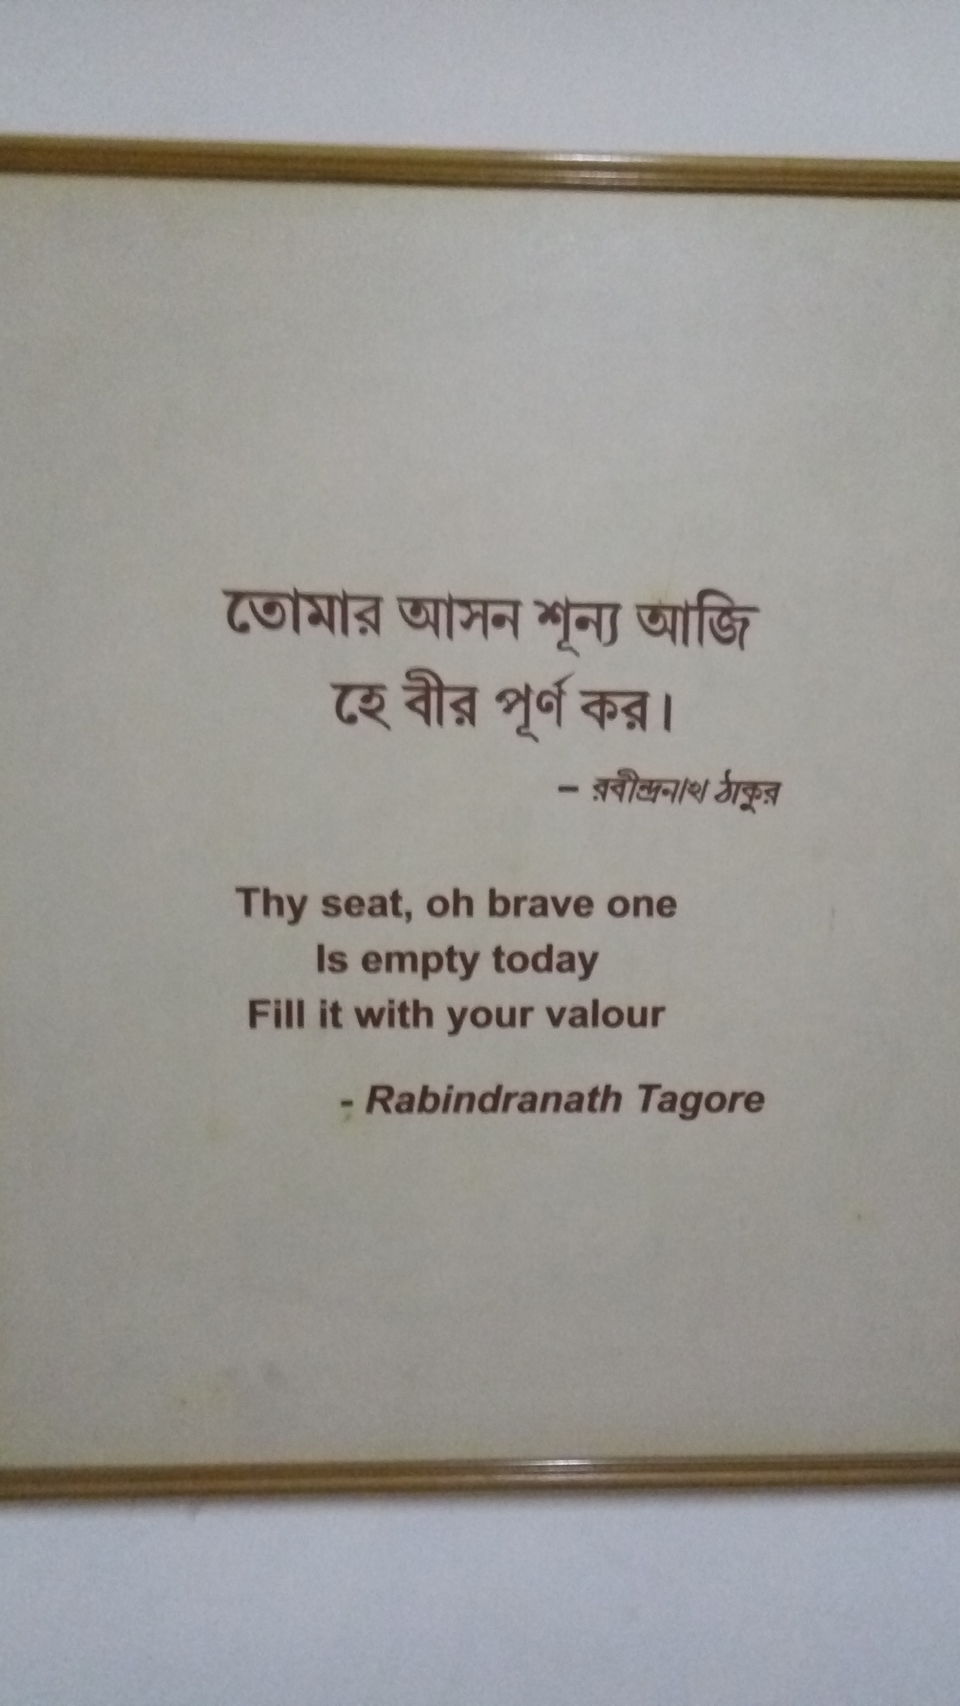 তোমার আসন শূন্য আজি
হে বীর পূর্ণ কর।
– রবীন্দ্রনাথ ঠাকুর
Thy seat, oh brave one
Is empty today
Fill it with your valour
- Rabindranath Tagore